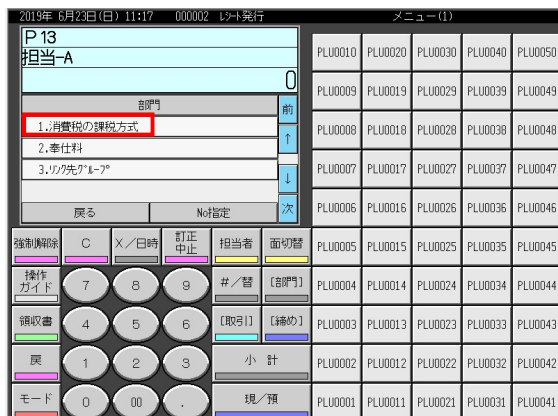 2019年 6月23日(日) 11:17 000002 ﾚｼｰﾄ発行 メニュー(1)
P13
担当-A
0
部門
前
1.消費税の課税方式
↑
2.奉仕料
3.ﾘﾝｸ先ｸﾞﾙｰﾌﾟ
↓
戻る No指定 次
PLU0010 PLU0020 PLU0030 PLU0040 PLU0050
PLU0009 PLU0019 PLU0029 PLU0039 PLU0049
PLU0008 PLU0018 PLU0028 PLU0038 PLU0048
PLU0007 PLU0017 PLU0027 PLU0037 PLU0047
PLU0006 PLU0016 PLU0026 PLU0036 PLU0046
強制解除 C X/日時 訂正中止 担当者 面切替 PLU0005 PLU0015 PLU0025 PLU0035 PLU0045
操作ガイド 7 8 9 #/替 [部門] PLU0004 PLU0014 PLU0024 PLU0034 PLU0044
領収書 4 5 6 [取引] [締め] PLU0003 PLU0013 PLU0023 PLU0033 PLU0043
戻 1 2 3 小 計 PLU0002 PLU0012 PLU0022 PLU0032 PLU0042
モード 0 00 . 現/預 PLU0001 PLU0011 PLU0021 PLU0031 PLU0041